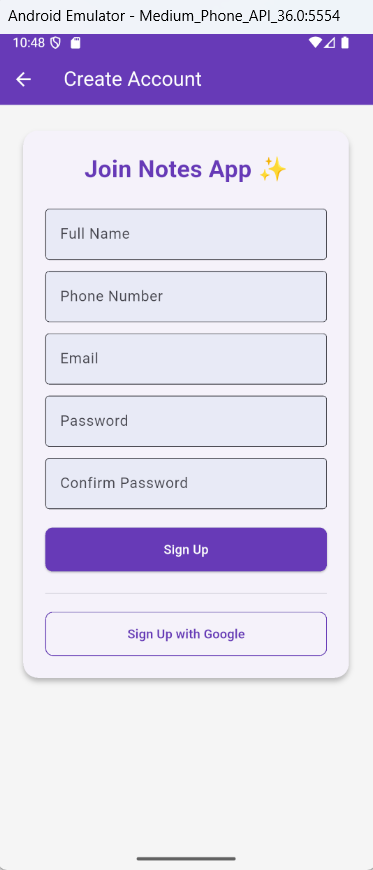 Android Emulator - Medium_Phone_API_36.0:5554
10:48
Create Account
Join Notes App ✨
Full Name
Phone Number
Email
Password
Confirm Password
Sign Up
Sign Up with Google